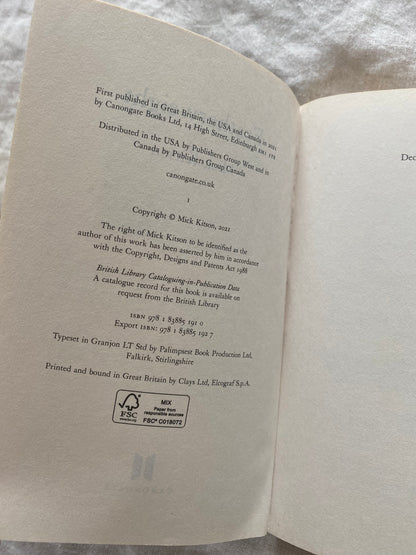 First published in Great Britain, the USA and Canada in 2021
by Canongate Books Ltd, 14 High Street, Edinburgh EH1 1TE
Distributed in the USA by Publishers Group West and in
Canada by Publishers Group Canada
canongate.co.uk
1
Copyright © Mick Kitson, 2021
The right of Mick Kitson to be identified as the
author of this work has been asserted by him in accordance
with the Copyright, Designs and Patents Act 1988
British Library Cataloguing-in-Publication Data
A catalogue record for this book is available on
request from the British Library
ISBN 978 1 83885 191 0
Export ISBN: 978 1 83885 192 7
Typeset in Granjon LT Std by Palimpsest Book Production Ltd,
Falkirk, Stirlingshire
Printed and bound in Great Britain by Clays Ltd, Elcograf S.p.A.
FSC
www.fsc.org
MIX
Paper from
responsible sources
FSC® C018072